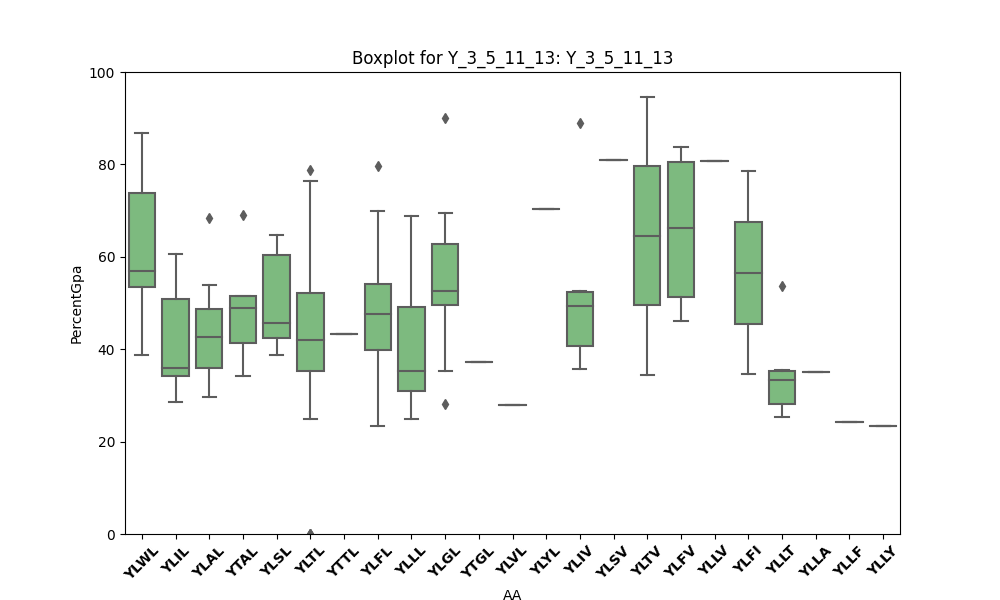 Boxplot for Y_3_5_11_13: Y_3_5_11_13
100
80
60
40
20
0
PercentGpa
YLWL YLIL YLAL YTAL YLSL YLTL YTTL YLFL YLLL YLGL YTGL YLVL YLYL YLIV YLSV YLTV YLFV YLLV YLFI YLLT YLLA YLLF YLLY
AA